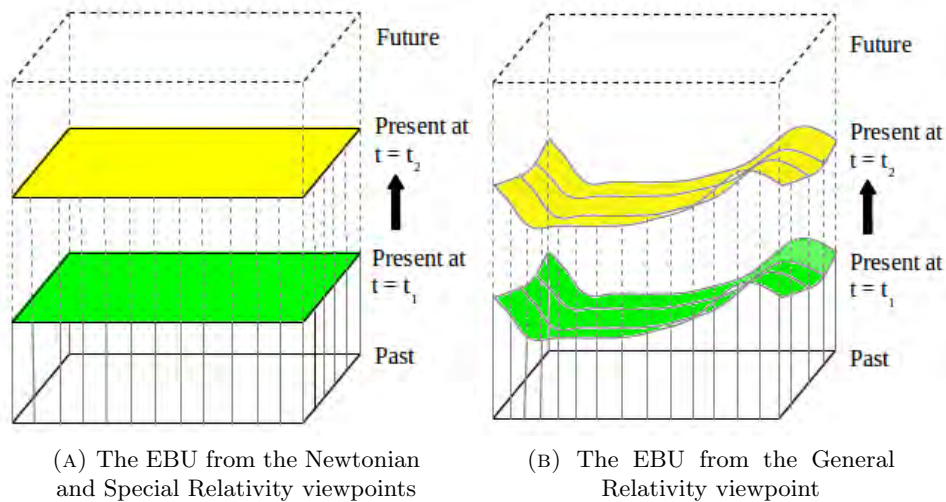 Future
Present at
t = t2
Present at
t = t1
Past
(A) The EBU from the Newtonian
and Special Relativity viewpoints
Future
Present at
t = t2
Present at
t = t1
Past
(B) The EBU from the General
Relativity viewpoint